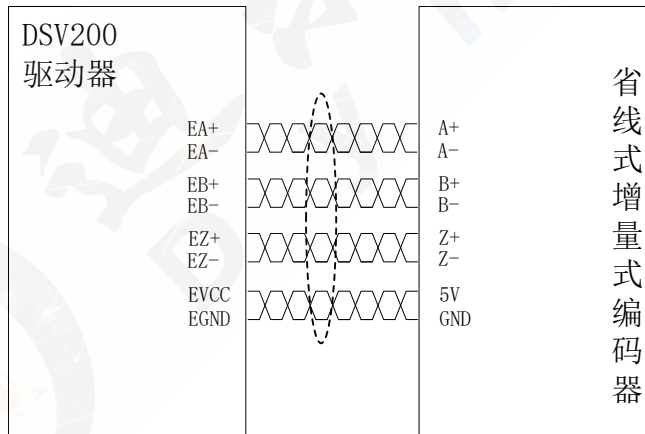 DSV200
驱动器
EA+
EA-
EB+
EB-
EZ+
EZ-
EVCC
EGND
A+
A-
B+
B-
Z+
Z-
5V
GND
省线式增量式编码器